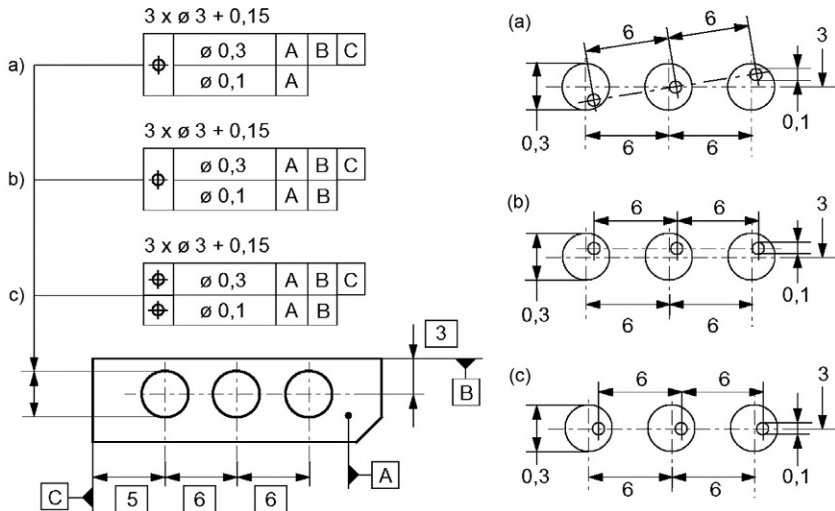 3 x ø 3 + 0,15
a) ⌖ ø 0,3 A B C
ø 0,1 A
3 x ø 3 + 0,15
b) ⌖ ø 0,3 A B C
ø 0,1 A B
3 x ø 3 + 0,15
c) ⌖ ø 0,3 A B C
⌖ ø 0,1 A B
3
B
A
C 5 6 6
(a)
6 6 3
0,3 0,1
6 6
(b)
6 6 3
0,3 0,1
6 6
(c)
6 6 3
0,3 0,1
6 6